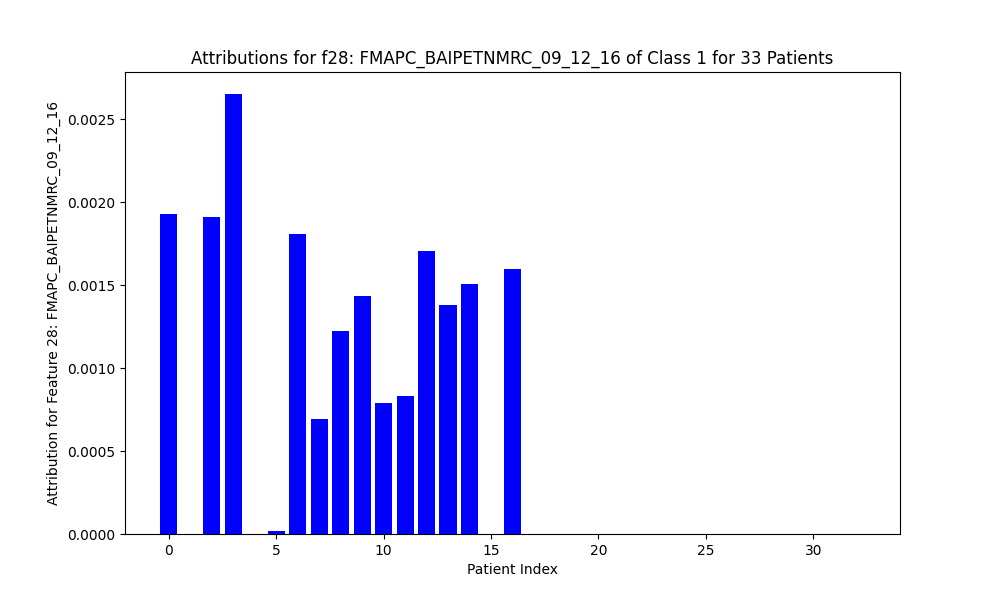 Attributions for f28: FMAPC_BAIPETNMRC_09_12_16 of Class 1 for 33 Patients
Attribution for Feature 28: FMAPC_BAIPETNMRC_09_12_16
0.0025
0.0020
0.0015
0.0010
0.0005
0.0000
0 5 10 15 20 25 30
Patient Index